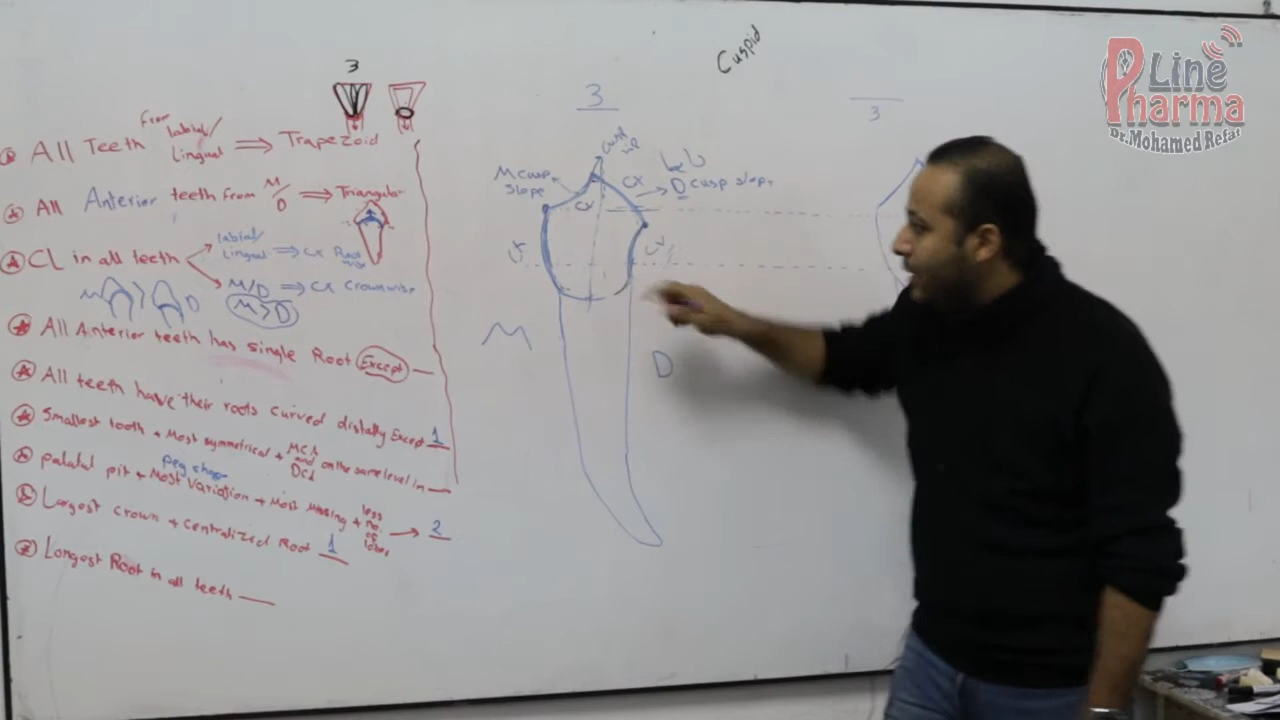 Line
Pharma
Dr.Mohamed Refat
Cuspid
3
All Teeth from labial/Lingual ⇒ Trapezoid
All Anterior teeth from M/D ⇒ Triangular
CL in all teeth
labial/Lingual ⇒ CX Root wise
M/D ⇒ CX Crown wise
M > D
M>D
All Anterior teeth has single Root Except —
All teeth have their roots curved distally Except 1
Smallest tooth + Most symmetrical + MCA and DCA on the same level in —
peg shap
palatal pit + Most Variation + Most Missing + less no. of lobes → 2
Largest crown + centralized Root 1
Longest Root in all teeth —
3
M cusp slope
CX
CX
D cusp slope
M
D
3